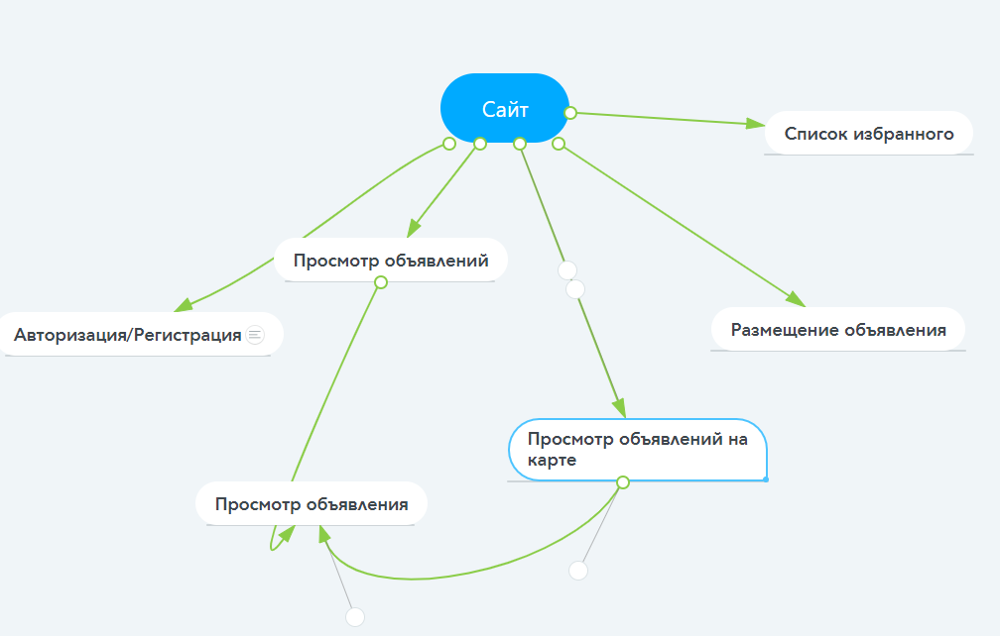 Сайт
Список избранного
Просмотр объявлений
Авторизация/Регистрация
Размещение объявления
Просмотр объявлений на
карте
Просмотр объявления